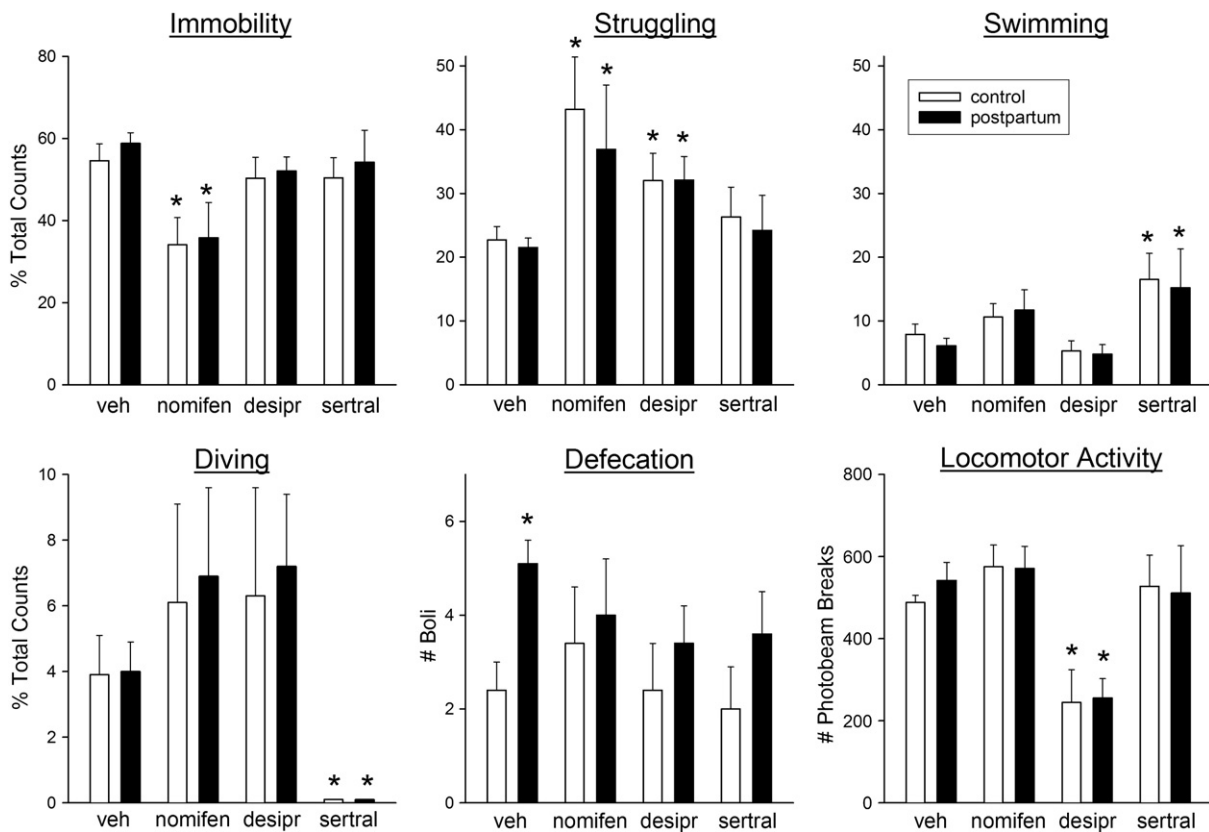 Immobility
80
60
40
20
0
% Total Counts
* *
veh nomifen desipr sertral
Struggling
50
40
30
20
10
0
* * * *
veh nomifen desipr sertral
Swimming
50
40
30
20
10
0
control
postpartum
* *
veh nomifen desipr sertral
Diving
10
8
6
4
2
0
% Total Counts
* *
veh nomifen desipr sertral
Defecation
6
4
2
0
# Boli
*
veh nomifen desipr sertral
Locomotor Activity
800
600
400
200
0
# Photobeam Breaks
* *
veh nomifen desipr sertral